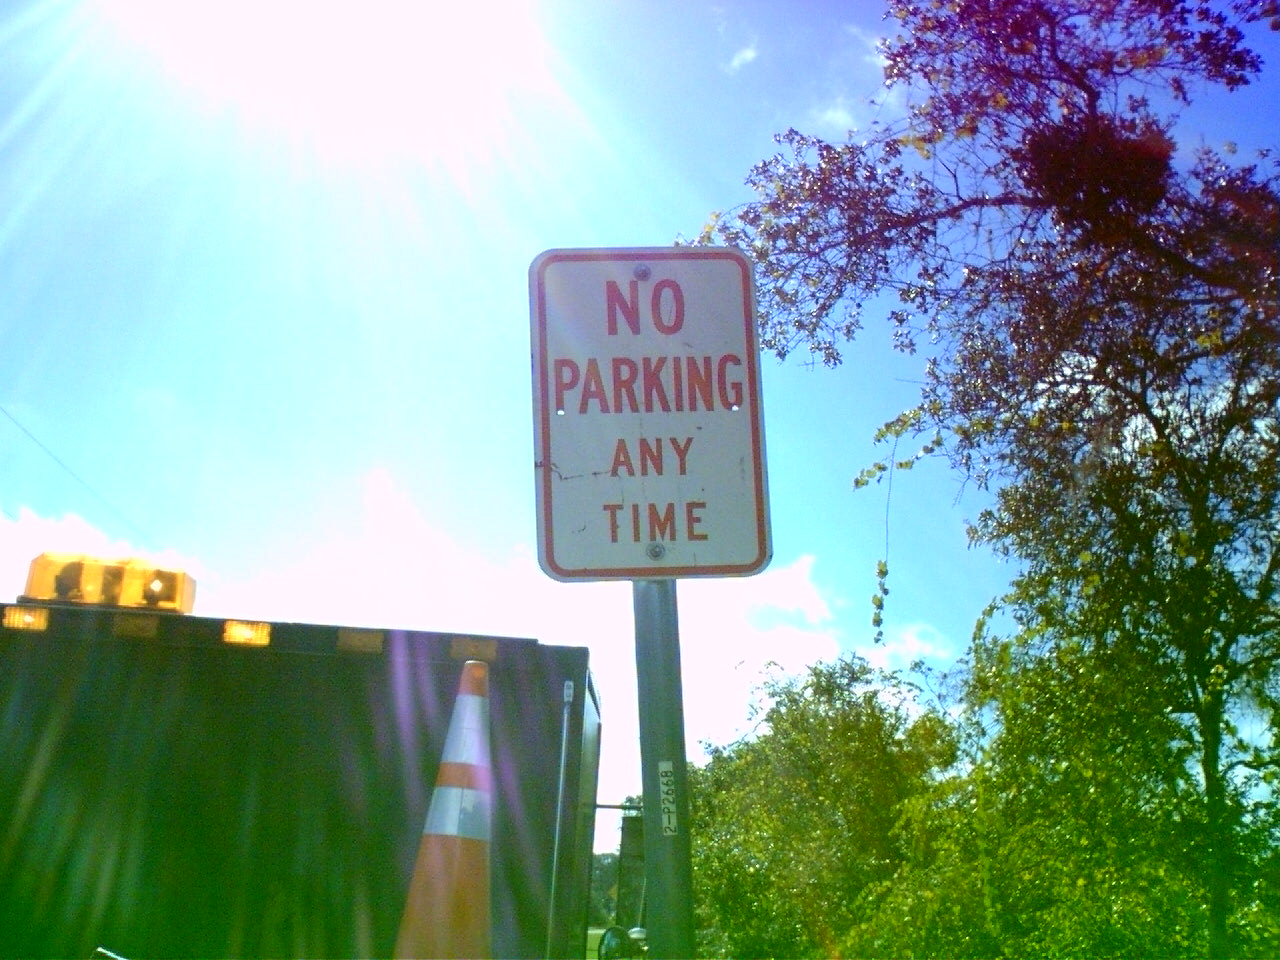 NO
PARKING
ANY
TIME
2-P2668